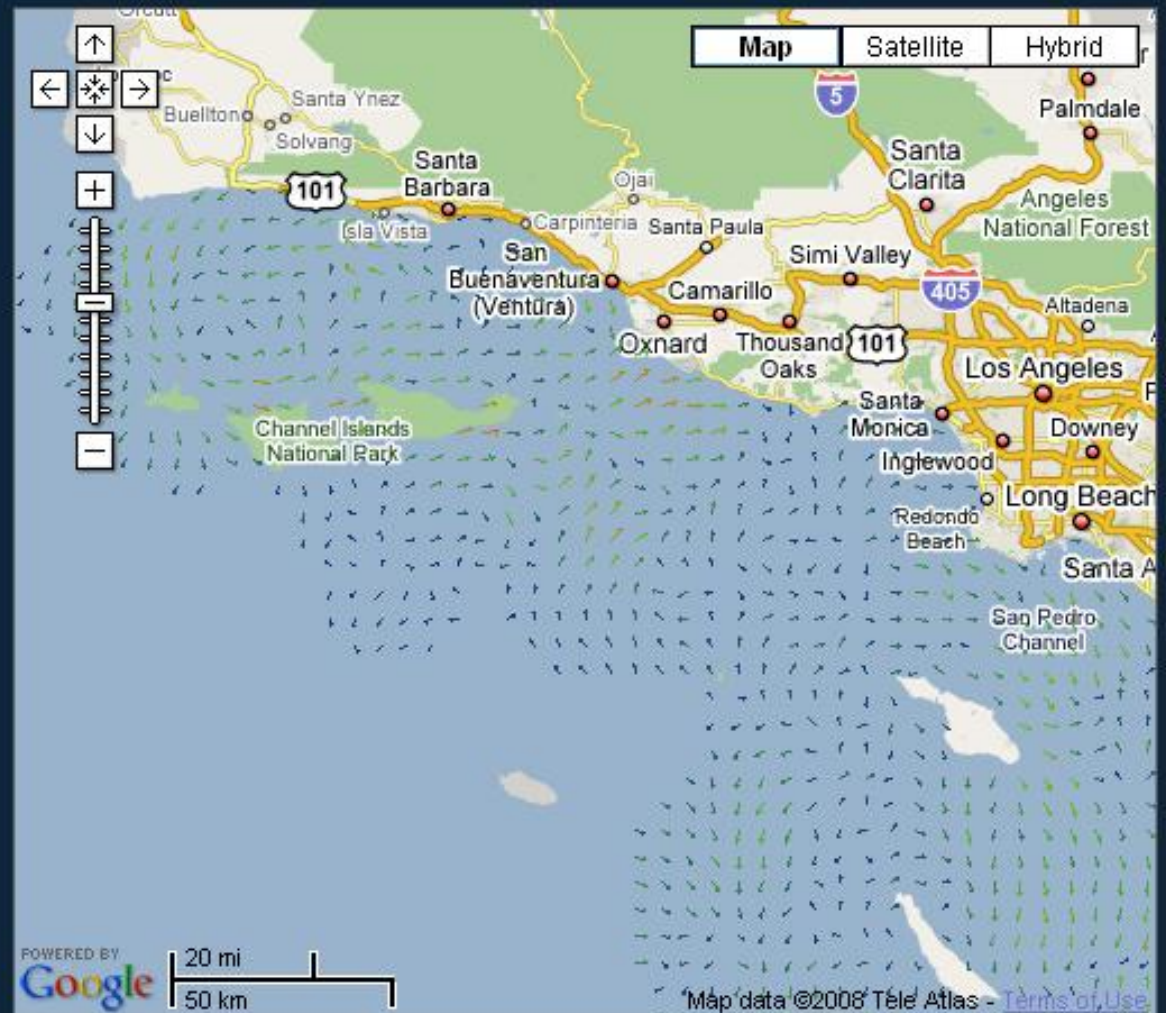 Orcutt
Map
Satellite
Hybrid
5
Palmdale
Buellton
Santa Ynez
Solvang
Santa
Barbara
101
Isla Vista
Ojai
Carpinteria
Santa Paula
Santa
Clarita
Angeles
National Forest
San
Buenaventura
(Ventura)
Simi Valley
Camarillo
405
Altadena
Oxnard
Thousand
Oaks
101
Los Angeles
Channel Islands
National Park
Santa
Monica
Downey
Inglewood
Long Beach
Redondo
Beach
Santa A
San Pedro
Channel
POWERED BY
Google
20 mi
50 km
Map data ©2008 Tele Atlas - Terms of Use